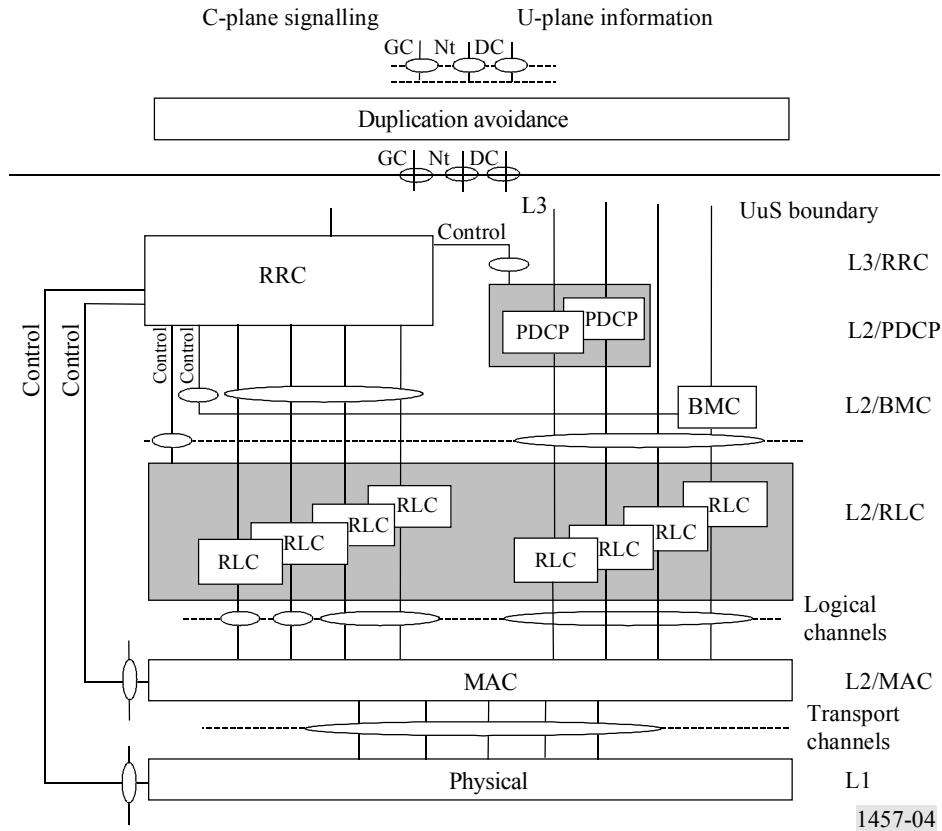 C-plane signalling
U-plane information
GC Nt DC
Duplication avoidance
GC Nt DC
L3
UuS boundary
Control
RRC
L3/RRC
PDCP
PDCP
L2/PDCP
Control
Control
Control
Control
BMC
L2/BMC
RLC
RLC
RLC
RLC
RLC
RLC
RLC
RLC
L2/RLC
Logical
channels
MAC
L2/MAC
Transport
channels
Physical
L1
1457-04